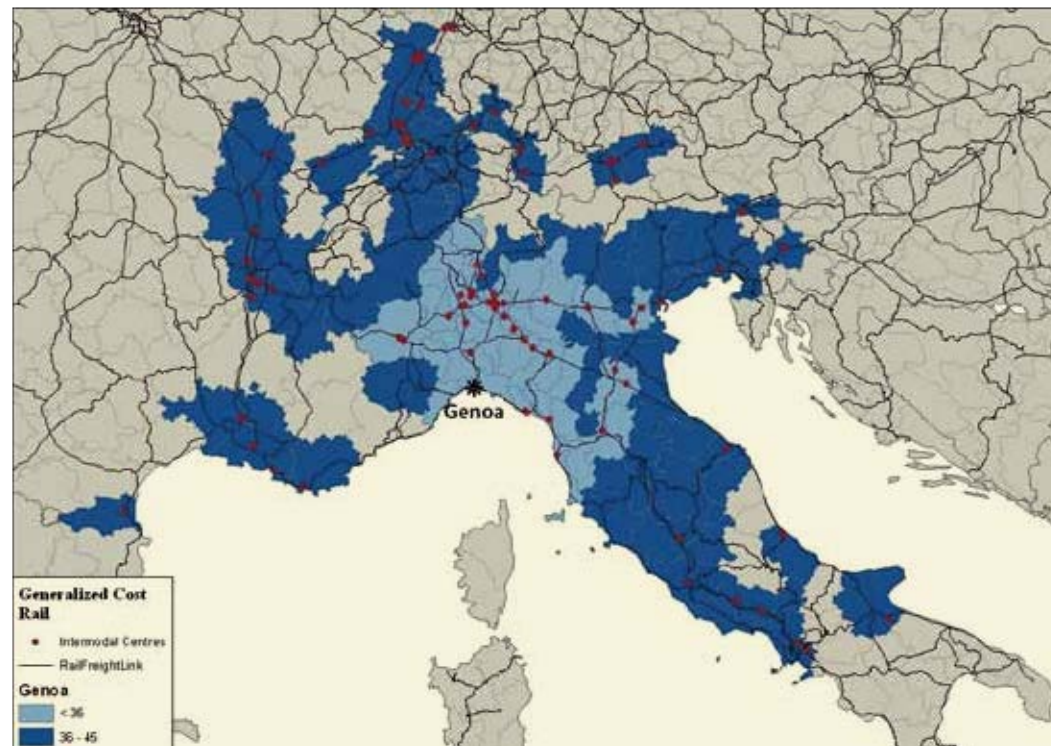 Genoa
Generalized Cost
Rail
Intermodal Centres
RailFreightLink
Genoa
< 36
36 - 45